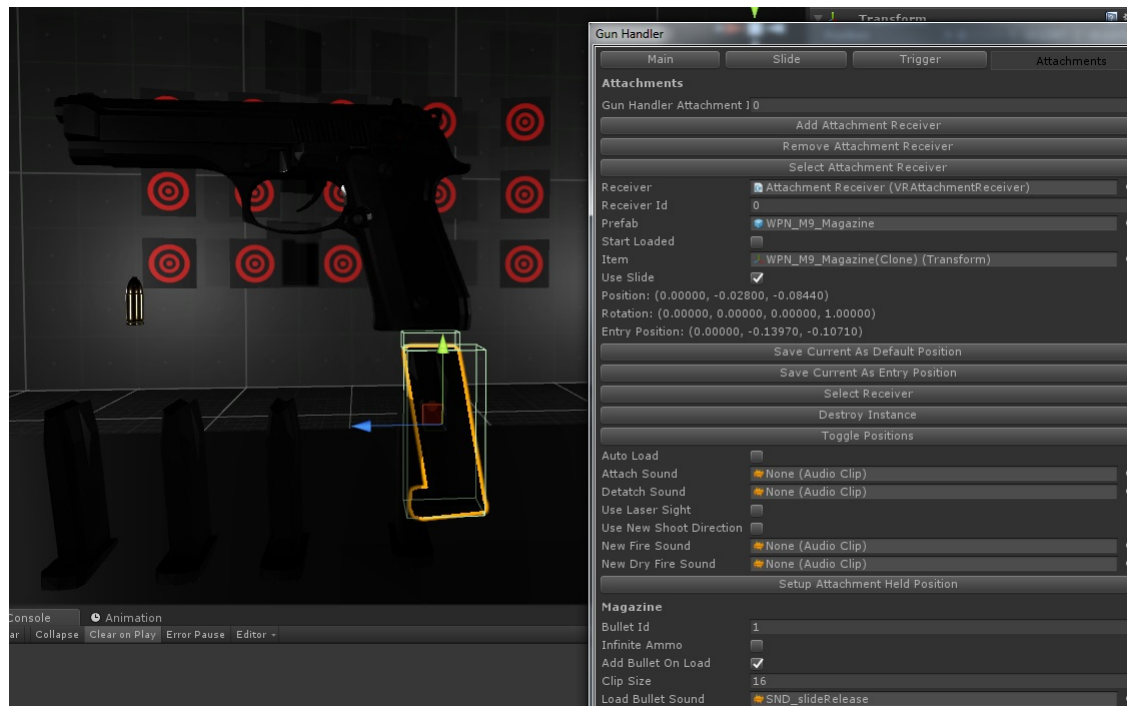 Transform
Gun Handler
Main Slide Trigger Attachments
Attachments
Gun Handler Attachment I 0
Add Attachment Receiver
Remove Attachment Receiver
Select Attachment Receiver
Receiver Attachment Receiver (VRAttachmentReceiver)
Receiver Id 0
Prefab WPN_M9_Magazine
Start Loaded
Item WPN_M9_Magazine(Clone) (Transform)
Use Slide
Position: (0.00000, -0.02800, -0.08440)
Rotation: (0.00000, 0.00000, 0.00000, 1.00000)
Entry Position: (0.00000, -0.13970, -0.10710)
Save Current As Default Position
Save Current As Entry Position
Select Receiver
Destroy Instance
Toggle Positions
Auto Load
Attach Sound None (Audio Clip)
Detatch Sound None (Audio Clip)
Use Laser Sight
Use New Shoot Direction
New Fire Sound None (Audio Clip)
New Dry Fire Sound None (Audio Clip)
Setup Attachment Held Position
Magazine
Bullet Id 1
Infinite Ammo
Add Bullet On Load
Clip Size 16
Load Bullet Sound SND_slideRelease
Console Animation
ar Collapse Clear on Play Error Pause Editor